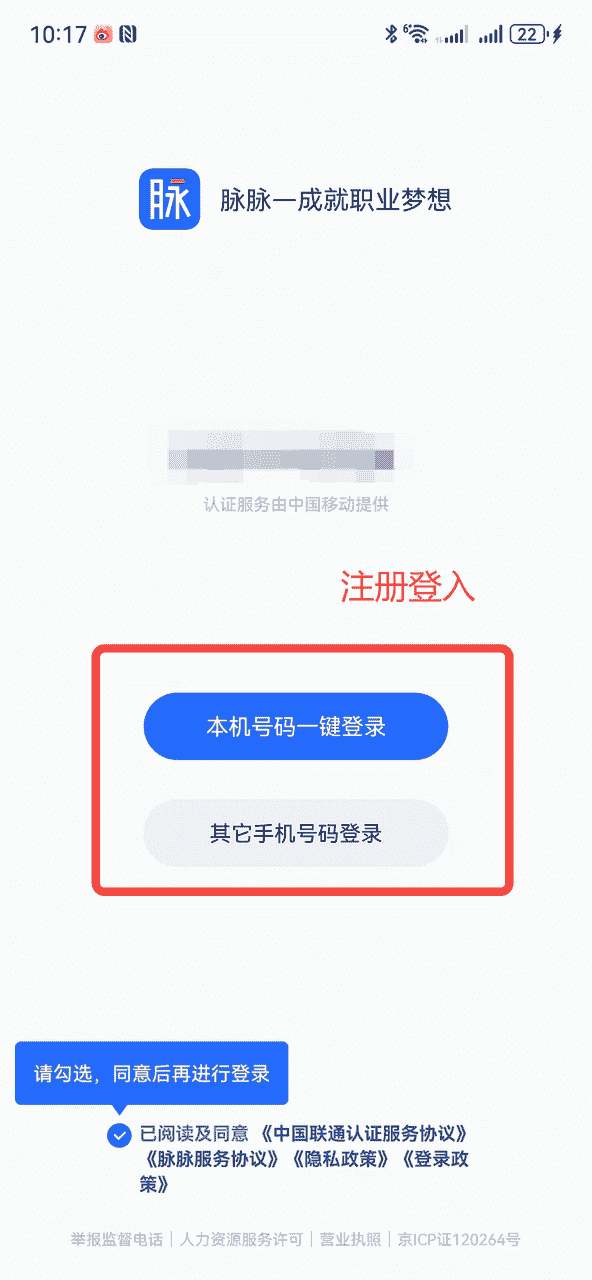 10:17
22
脉 脉脉—成就职业梦想
认证服务由中国移动提供
注册登入
本机号码一键登录
其它手机号码登录
请勾选，同意后再进行登录
已阅读及同意 《中国联通认证服务协议》
《脉脉服务协议》《隐私政策》《登录政
策》
举报监督电话｜人力资源服务许可｜营业执照｜京ICP证120264号